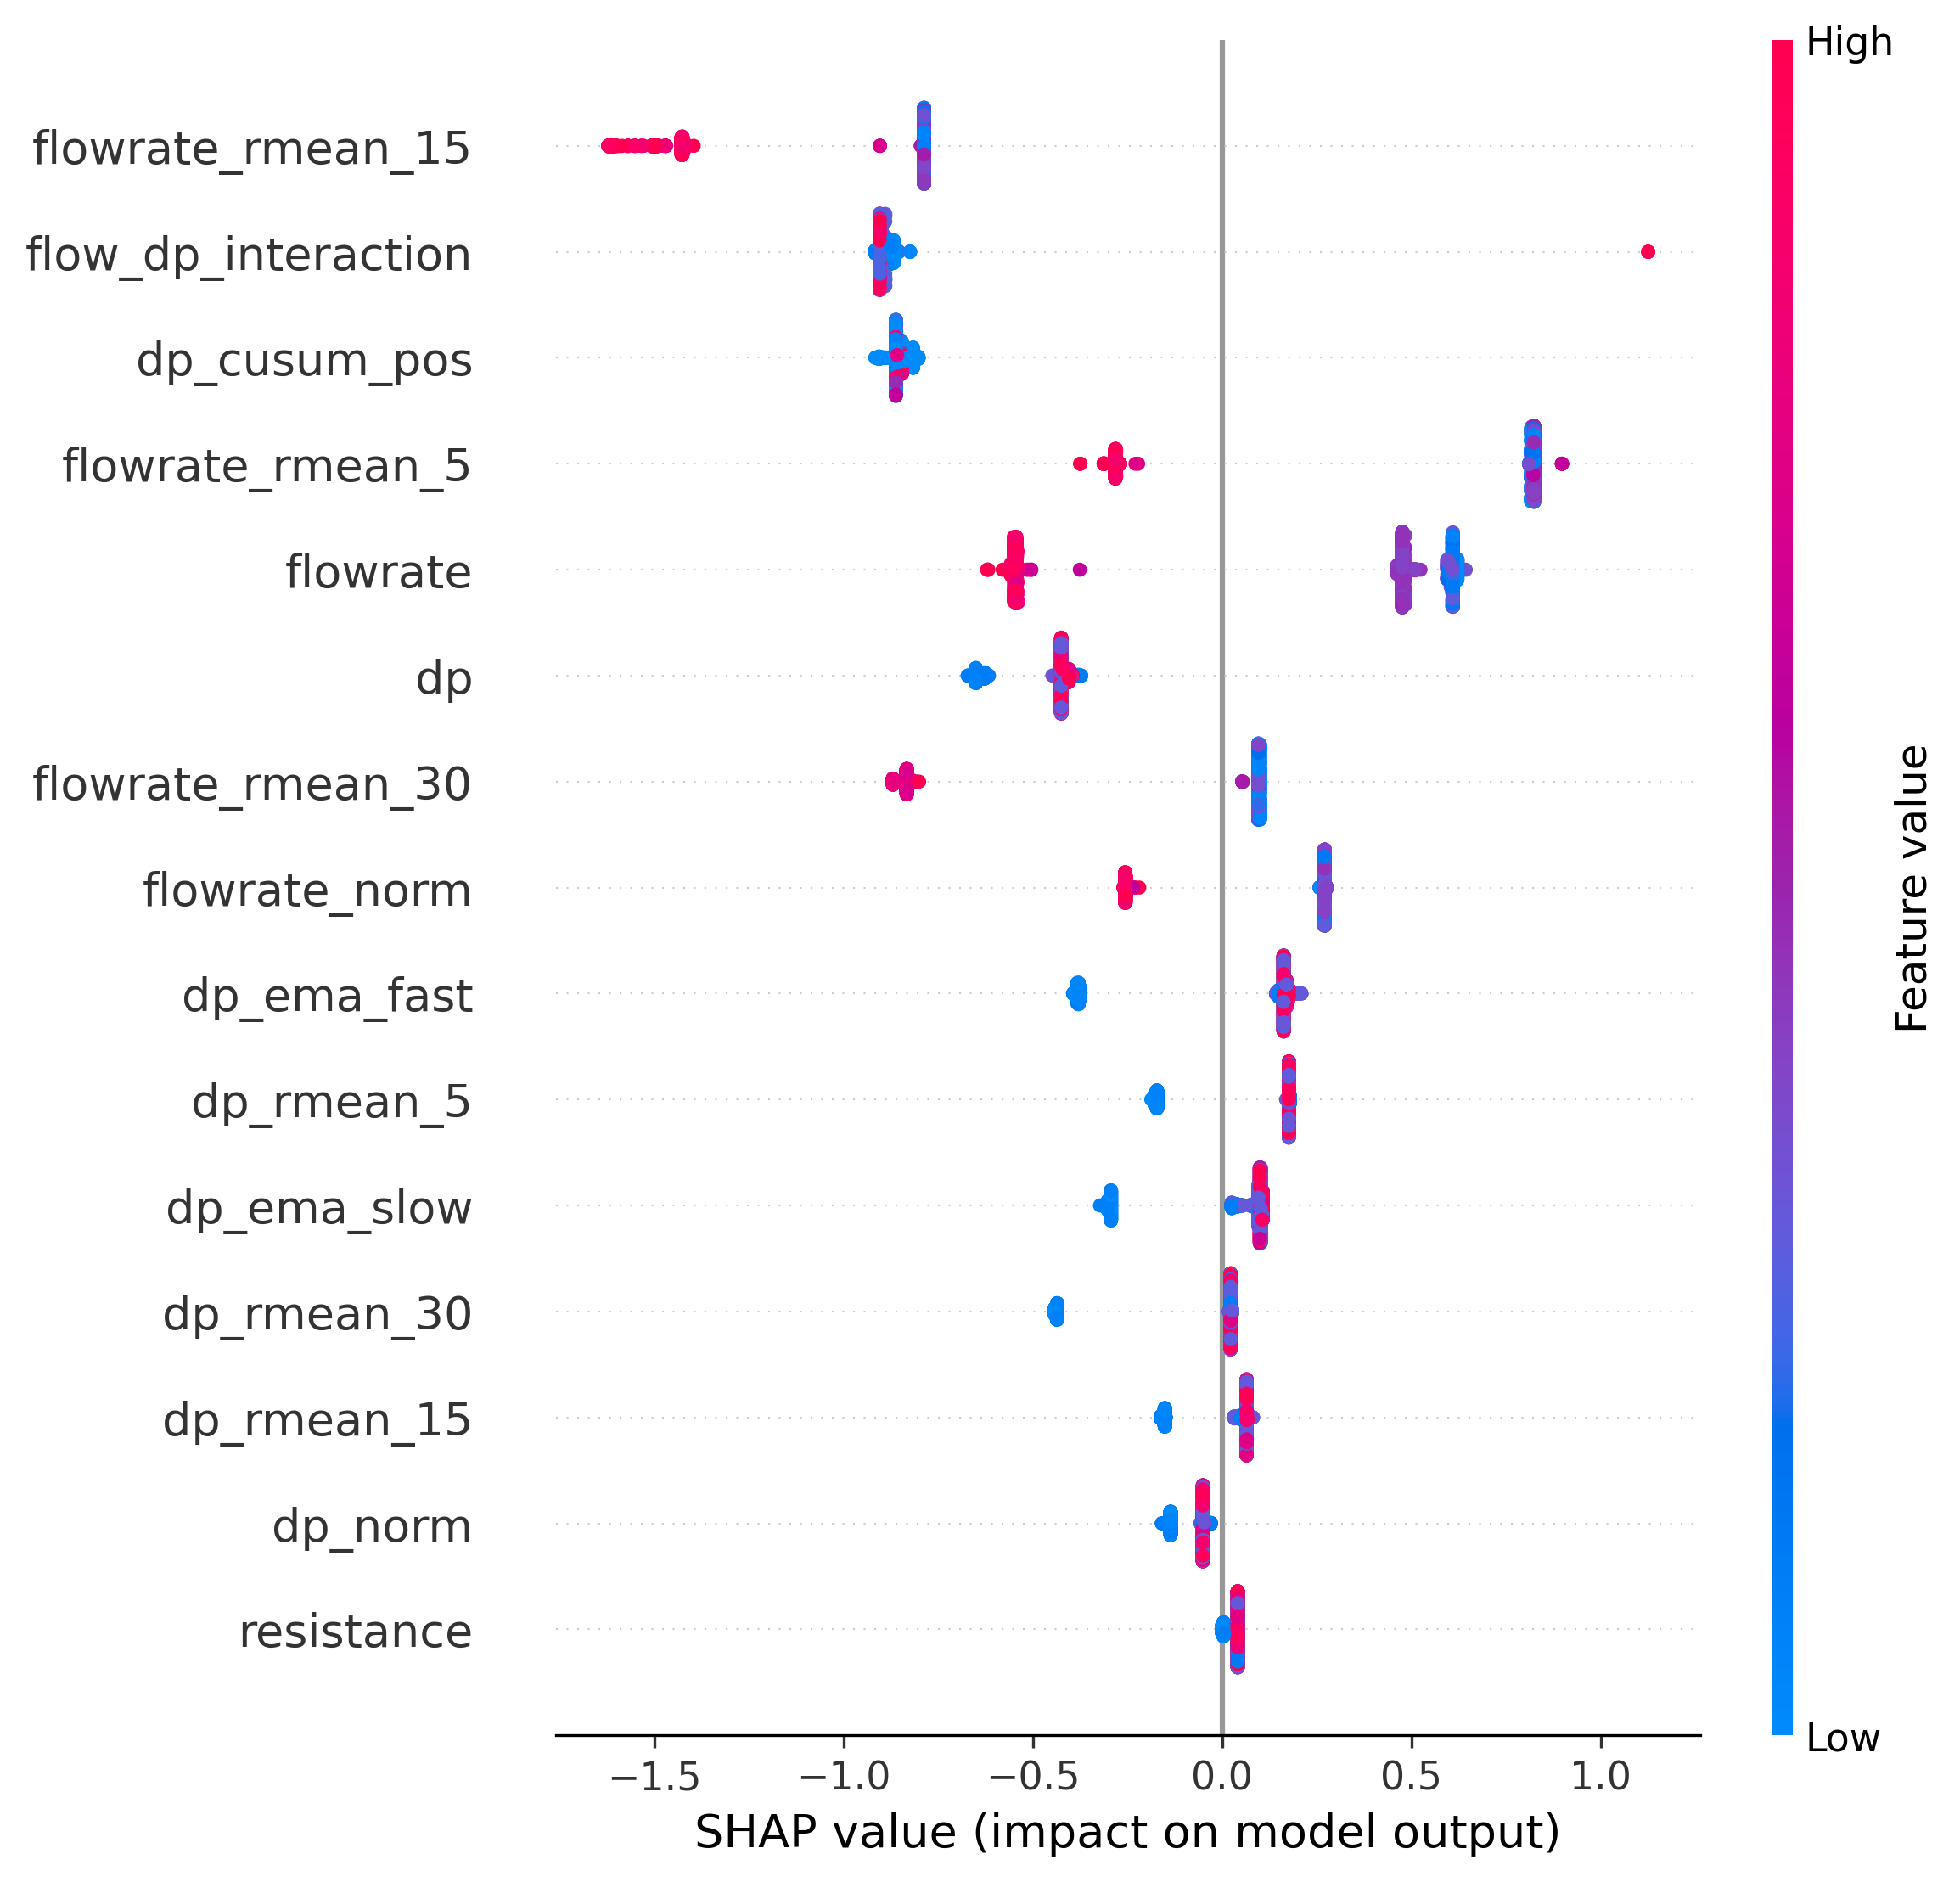 High
flowrate_rmean_15
flow_dp_interaction
dp_cusum_pos
flowrate_rmean_5
flowrate
dp
flowrate_rmean_30
flowrate_norm
dp_ema_fast
dp_rmean_5
dp_ema_slow
dp_rmean_30
dp_rmean_15
dp_norm
resistance
Feature value
Low
−1.5 −1.0 −0.5 0.0 0.5 1.0
SHAP value (impact on model output)